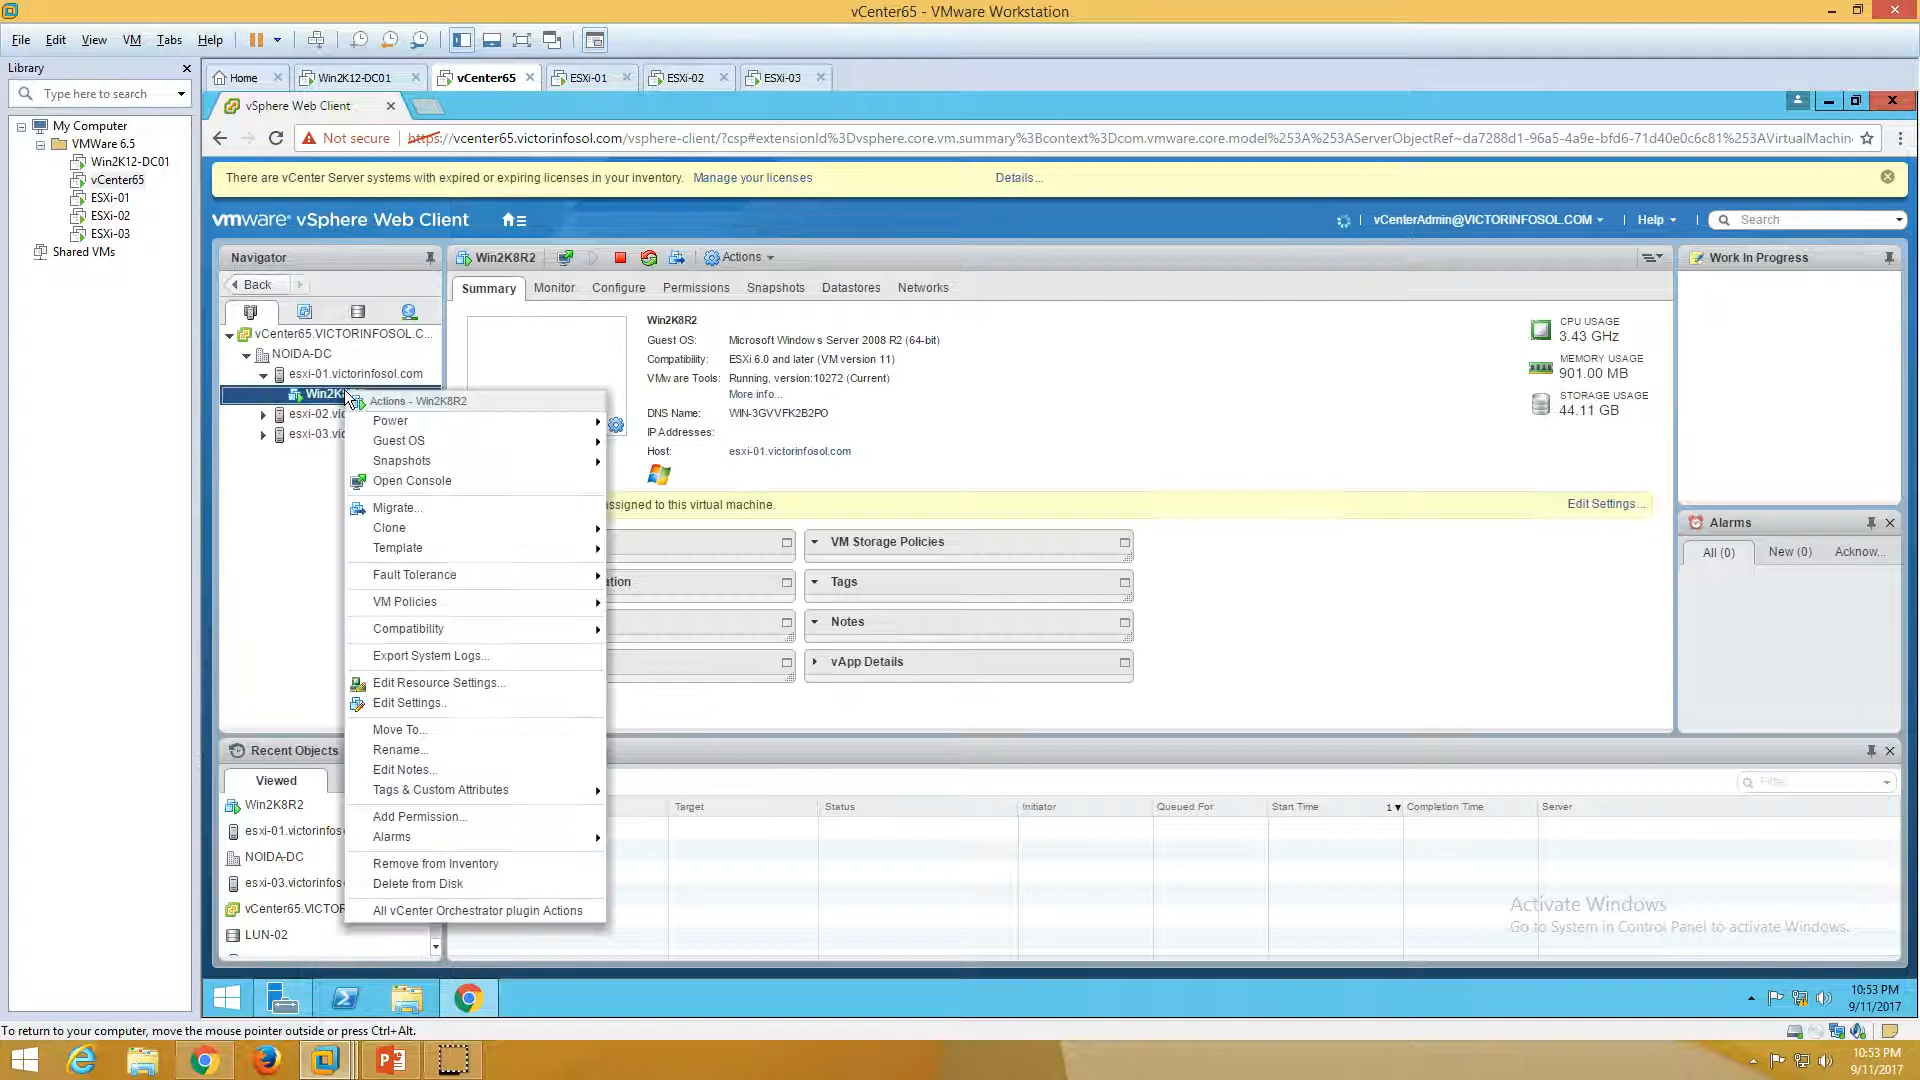 vCenter65 - VMware Workstation
File Edit View VM Tabs Help
Library
Type here to search
My Computer
VMWare 6.5
Win2K12-DC01
vCenter65
ESXi-01
ESXi-02
ESXi-03
Shared VMs
Home Win2K12-DC01 vCenter65 ESXi-01 ESXi-02 ESXi-03
vSphere Web Client
Not secure https://vcenter65.victorinfosol.com/vsphere-client/?csp#extensionId%3Dvsphere.core.vm.summary%3Bcontext%3Dcom.vmware.core.model%253A%253AServerObjectRef~da7288d1-96a5-4a9e-bfd6-71d40e0c6c81%253AVirtualMachin
There are vCenter Server systems with expired or expiring licenses in your inventory. Manage your licenses Details...
vmware® vSphere Web Client
vCenterAdmin@VICTORINFOSOL.COM Help Search
Navigator
Back
vCenter65.VICTORINFOSOL.C...
NOIDA-DC
esxi-01.victorinfosol.com
Win2K
esxi-02.vic
esxi-03.vic
Win2K8R2 Actions
Summary Monitor Configure Permissions Snapshots Datastores Networks
Win2K8R2
Guest OS: Microsoft Windows Server 2008 R2 (64-bit)
Compatibility: ESXi 6.0 and later (VM version 11)
VMware Tools: Running, version:10272 (Current)
More info...
DNS Name: WIN-3GVVFK2B2PO
IP Addresses:
Host: esxi-01.victorinfosol.com
CPU USAGE
3.43 GHz
MEMORY USAGE
901.00 MB
STORAGE USAGE
44.11 GB
ssigned to this virtual machine. Edit Settings...
VM Storage Policies
ation Tags
Notes
vApp Details
Actions - Win2K8R2
Power
Guest OS
Snapshots
Open Console
Migrate...
Clone
Template
Fault Tolerance
VM Policies
Compatibility
Export System Logs...
Edit Resource Settings...
Edit Settings..
Move To...
Rename...
Edit Notes...
Tags & Custom Attributes
Add Permission...
Alarms
Remove from Inventory
Delete from Disk
All vCenter Orchestrator plugin Actions
Work In Progress
Alarms
All (0) New (0) Acknow...
Recent Objects
Viewed
Win2K8R2
esxi-01.victorinfos
NOIDA-DC
esxi-03.victorinfos
vCenter65.VICTOR
LUN-02
Filter
Target Status Initiator Queued For Start Time 1 Completion Time Server
Activate Windows
Go to System in Control Panel to activate Windows.
10:53 PM
9/11/2017
To return to your computer, move the mouse pointer outside or press Ctrl+Alt.
10:53 PM
9/11/2017